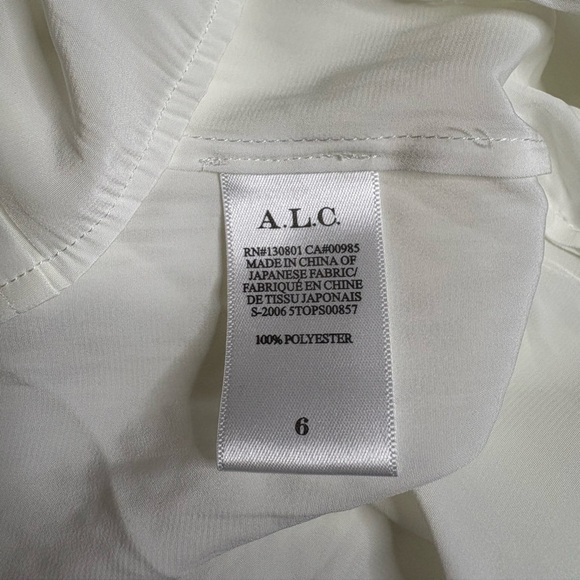 A.L.C.
RN#130801 CA#00985
MADE IN CHINA OF
JAPANESE FABRIC/
FABRIQUÉ EN CHINE
DE TISSU JAPONAIS
S-2006 5TOPS00857
100% POLYESTER
6